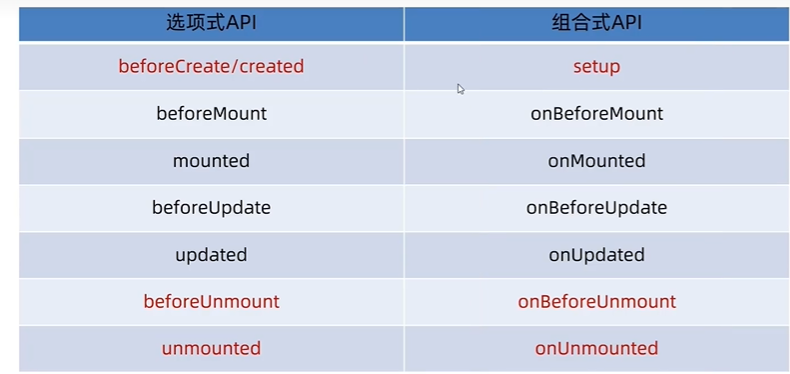 选项式API 组合式API
beforeCreate/created setup
beforeMount onBeforeMount
mounted onMounted
beforeUpdate onBeforeUpdate
updated onUpdated
beforeUnmount onBeforeUnmount
unmounted onUnmounted